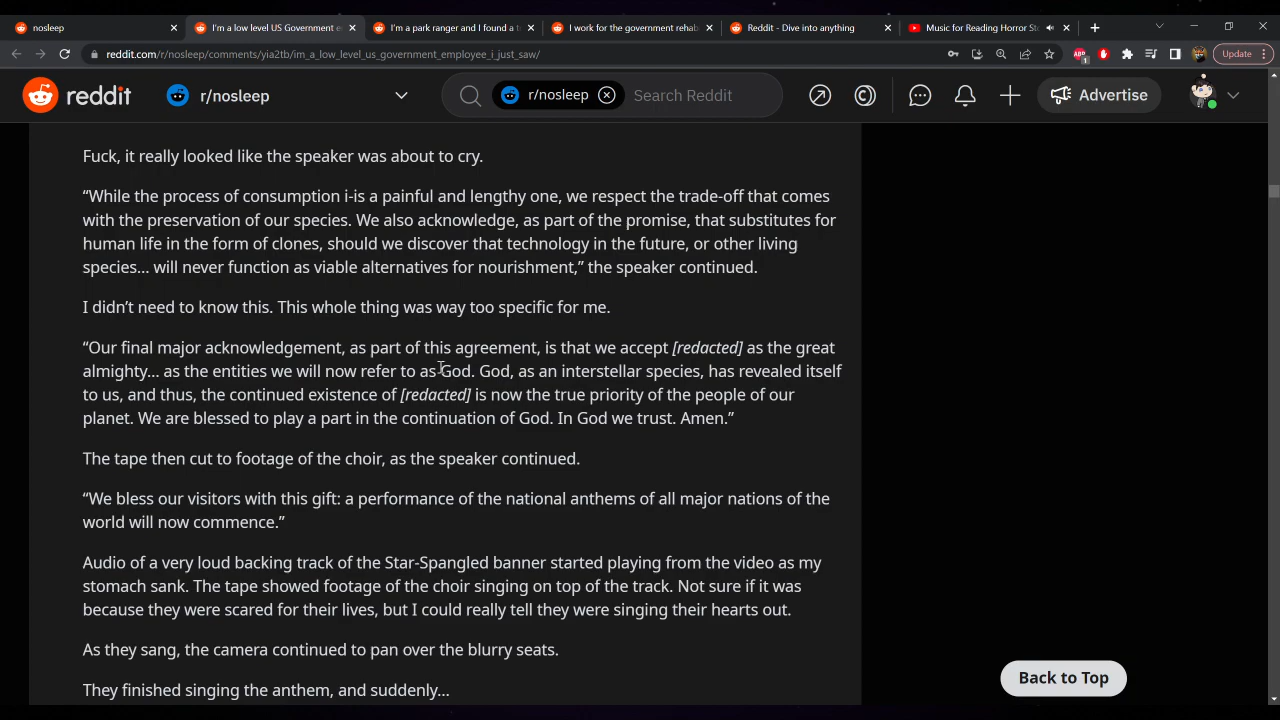 nosleep
I'm a low level US Government e
I'm a park ranger and I found a t
I work for the government rehab
Reddit - Dive into anything
Music for Reading Horror Sto
reddit.com/r/nosleep/comments/yia2tb/im_a_low_level_us_government_employee_i_just_saw/
ABP
1
Update
reddit
r/nosleep
r/nosleep
Search Reddit
Advertise
Fuck, it really looked like the speaker was about to cry.
“While the process of consumption i-is a painful and lengthy one, we respect the trade-off that comes
with the preservation of our species. We also acknowledge, as part of the promise, that substitutes for
human life in the form of clones, should we discover that technology in the future, or other living
species... will never function as viable alternatives for nourishment,” the speaker continued.
I didn’t need to know this. This whole thing was way too specific for me.
“Our final major acknowledgement, as part of this agreement, is that we accept [redacted] as the great
almighty... as the entities we will now refer to as God. God, as an interstellar species, has revealed itself
to us, and thus, the continued existence of [redacted] is now the true priority of the people of our
planet. We are blessed to play a part in the continuation of God. In God we trust. Amen.”
The tape then cut to footage of the choir, as the speaker continued.
“We bless our visitors with this gift: a performance of the national anthems of all major nations of the
world will now commence.”
Audio of a very loud backing track of the Star-Spangled banner started playing from the video as my
stomach sank. The tape showed footage of the choir singing on top of the track. Not sure if it was
because they were scared for their lives, but I could really tell they were singing their hearts out.
As they sang, the camera continued to pan over the blurry seats.
They finished singing the anthem, and suddenly...
Back to Top